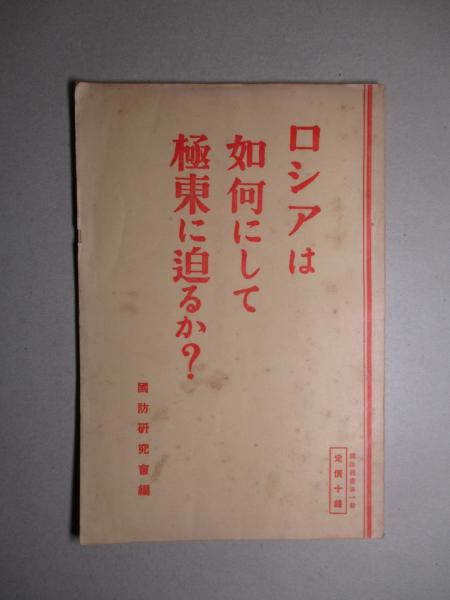 ロシアは
如何にして
極東に迫るか？
國防研究會編
定價十錢